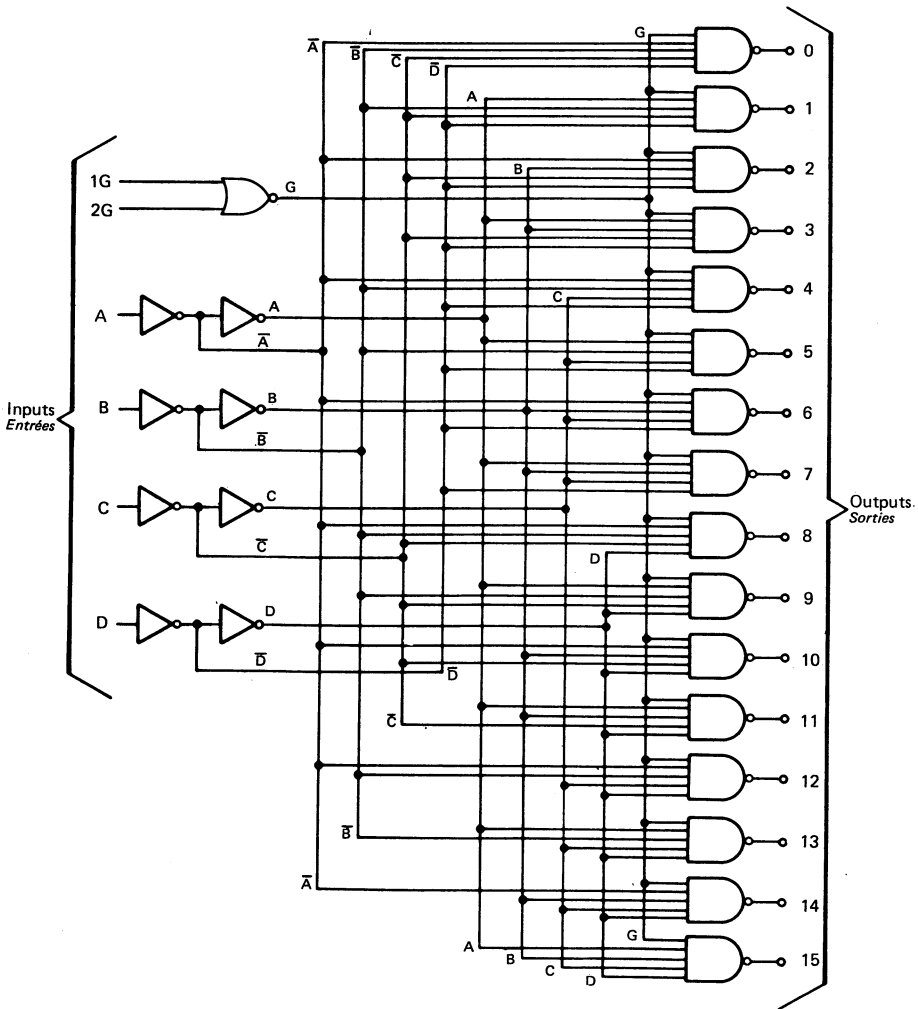 G
A̅
B̅
0
C̅
D̅
A
1
B
2
1G
G
2G
3
C
4
A
A
A̅
5
Inputs
Entrées
B
B
6
B̅
7
C
C
Outputs
Sorties
8
C̅
D
9
D
D
D̅
D̅
10
C̅
11
12
B̅
13
A̅
14
G
A
B
15
C
D